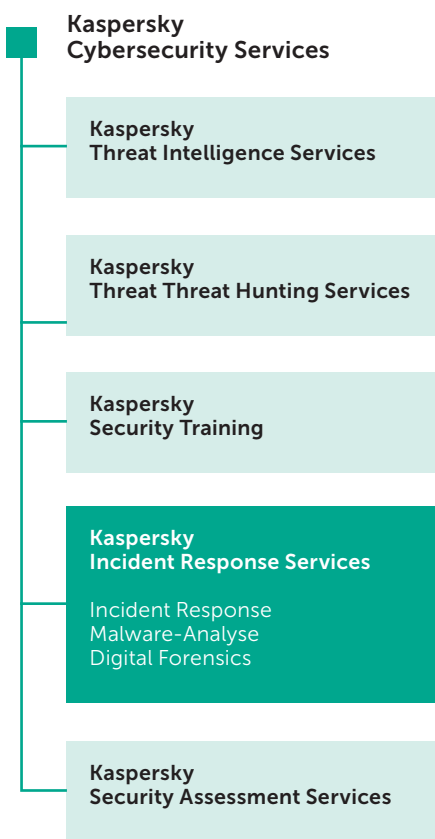 Kaspersky
Cybersecurity Services
Kaspersky
Threat Intelligence Services
Kaspersky
Threat Threat Hunting Services
Kaspersky
Security Training
Kaspersky
Incident Response Services
Incident Response
Malware-Analyse
Digital Forensics
Kaspersky
Security Assessment Services